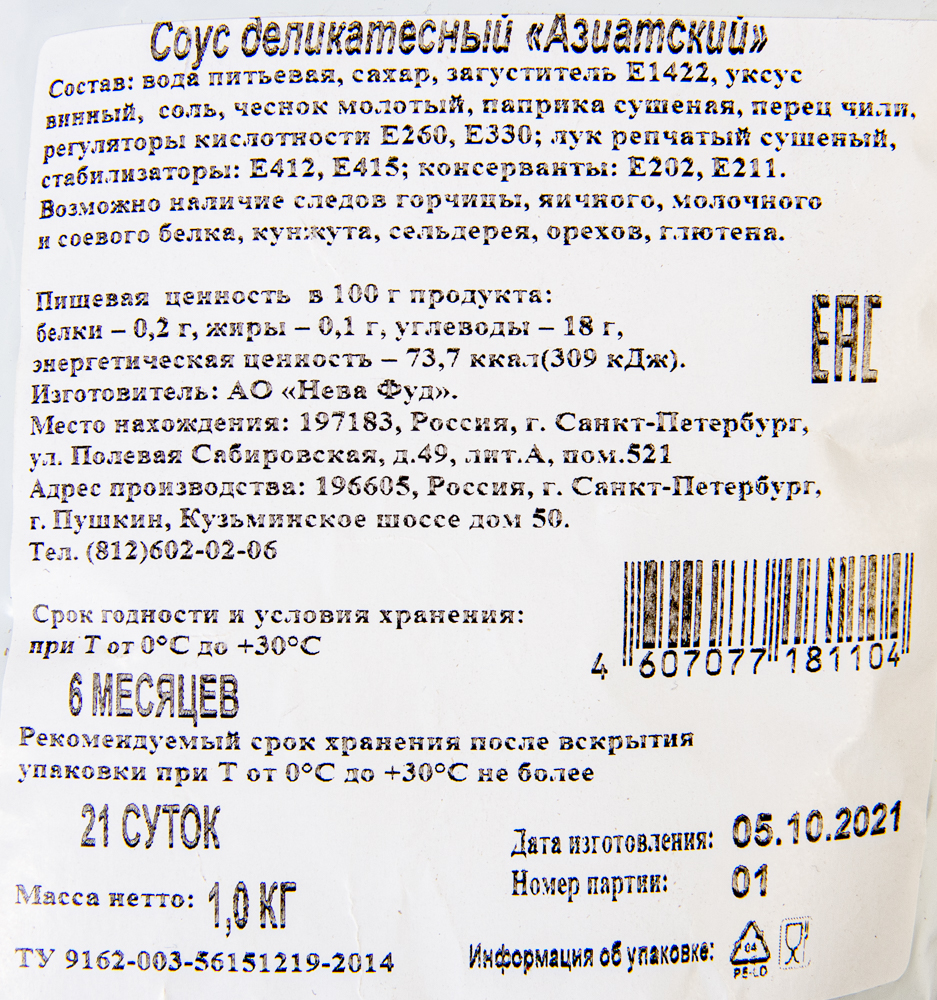 Соус деликатесный «Азиатский»
Состав: вода питьевая, сахар, загуститель Е1422, уксус
винный, соль, чеснок молотый, паприка сушеная, перец чили,
регуляторы кислотности Е260, Е330; лук репчатый сушеный,
стабилизаторы: Е412, Е415; консерванты: Е202, Е211.
Возможно наличие следов горчицы, яичного, молочного
и соевого белка, кунжута, сельдерея, орехов, глютена.
Пищевая ценность в 100 г продукта:
белки – 0,2 г, жиры – 0,1 г, углеводы – 18 г,
энергетическая ценность – 73,7 ккал(309 кДж).
EAC
Изготовитель: АО «Нева Фуд».
Место нахождения: 197183, Россия, г. Санкт-Петербург,
ул. Полевая Сабировская, д.49, лит.А, пом.521
Адрес производства: 196605, Россия, г. Санкт-Петербург,
г. Пушкин, Кузьминское шоссе дом 50.
Тел. (812)602-02-06
Срок годности и условия хранения:
при Т от 0°С до +30°С
4 607077 181104
6 МЕСЯЦЕВ
Рекомендуемый срок хранения после вскрытия
упаковки при Т от 0°С до +30°С не более
21 СУТОК
Дата изготовления: 05.10.2021
Номер партии: 01
Масса нетто: 1,0 КГ
ТУ 9162-003-56151219-2014
Информация об упаковке:
04
PE-LD